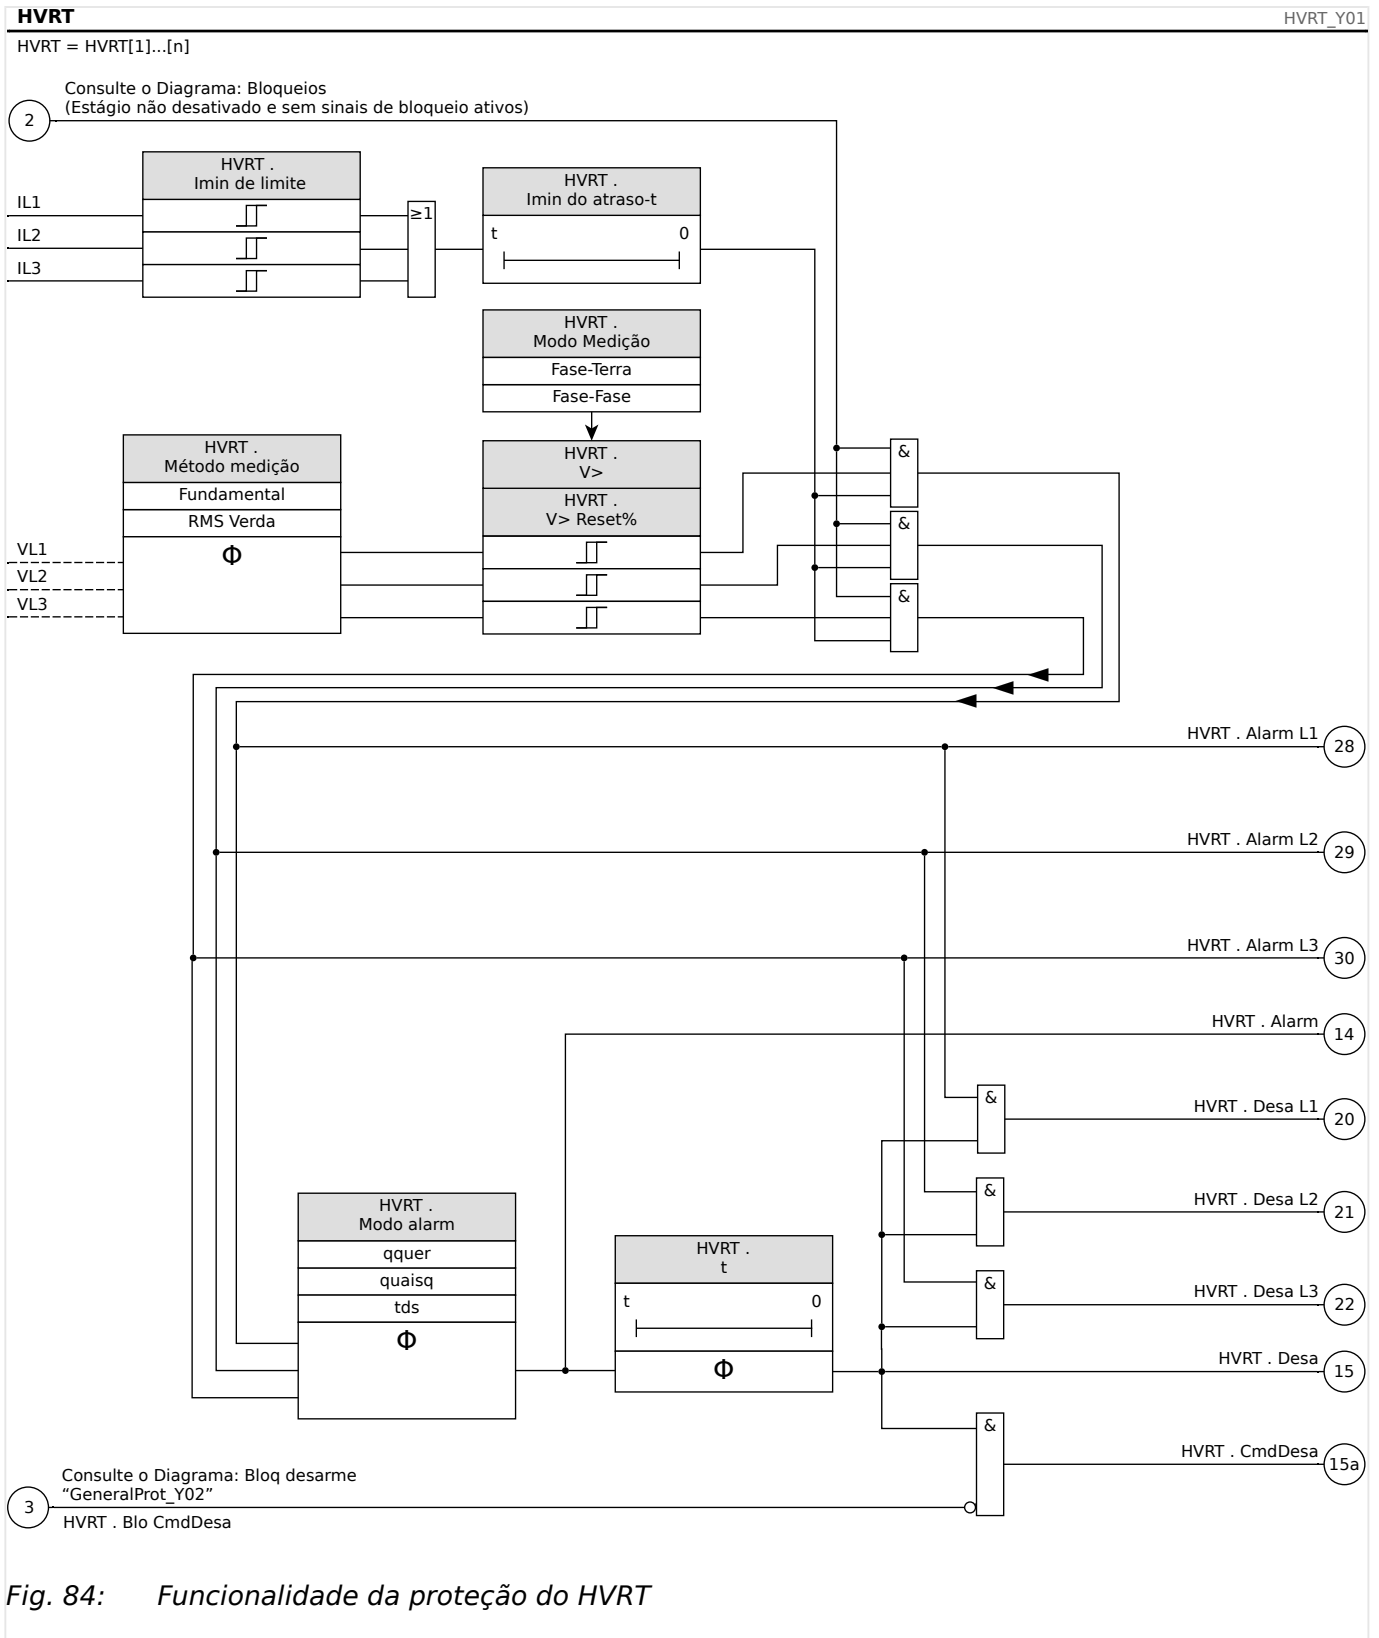 HVRT
HVRT_Y01
HVRT = HVRT[1]...[n]
Consulte o Diagrama: Bloqueios
(Estágio não desativado e sem sinais de bloqueio ativos)
2
HVRT .
Imin de limite
IL1
IL2
IL3
≥1
HVRT .
Imin do atraso-t
t 0
HVRT .
Modo Medição
Fase-Terra
Fase-Fase
HVRT .
Método medição
Fundamental
RMS Verda
Φ
VL1
VL2
VL3
HVRT .
V>
HVRT .
V> Reset%
&
&
&
HVRT . Alarm L1
28
HVRT . Alarm L2
29
HVRT . Alarm L3
30
HVRT . Alarm
14
&
HVRT . Desa L1
20
&
HVRT . Desa L2
21
&
HVRT . Desa L3
22
HVRT .
Modo alarm
qquer
quaisq
tds
Φ
HVRT .
t
t 0
Φ
HVRT . Desa
15
&
HVRT . CmdDesa
15a
Consulte o Diagrama: Bloq desarme
“GeneralProt_Y02”
3
HVRT . Blo CmdDesa
Fig. 84: Funcionalidade da proteção do HVRT